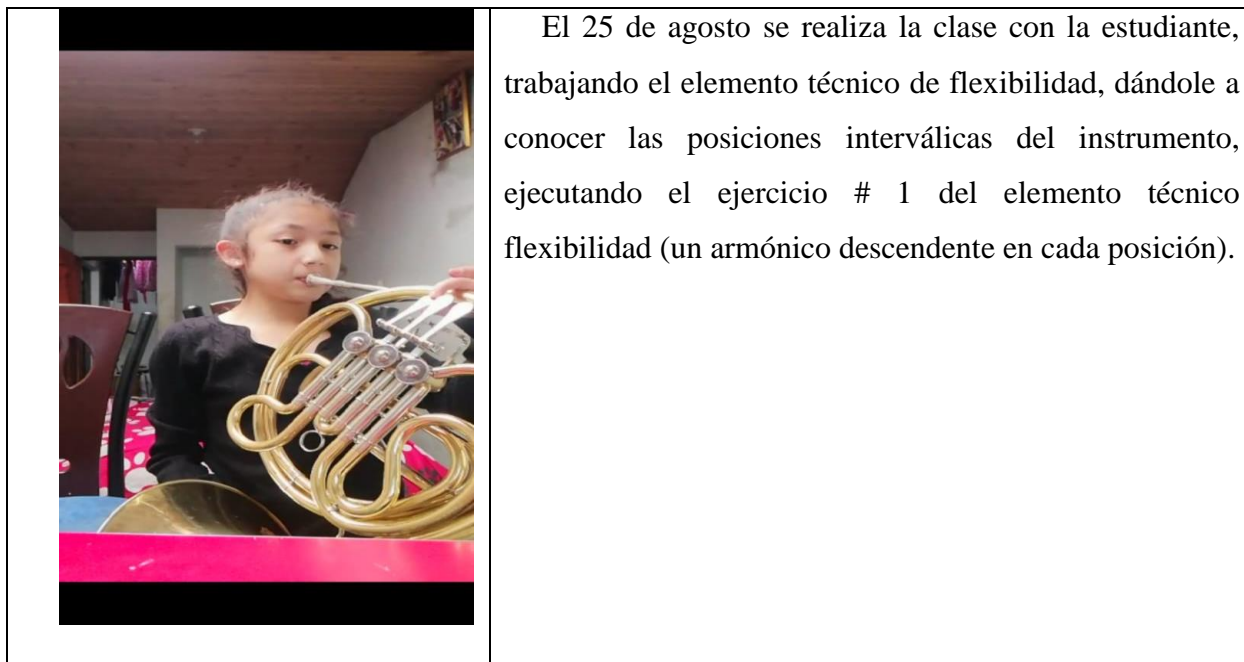 El 25 de agosto se realiza la clase con la estudiante,
trabajando el elemento técnico de flexibilidad, dándole a
conocer las posiciones interválicas del instrumento,
ejecutando el ejercicio # 1 del elemento técnico
flexibilidad (un armónico descendente en cada posición).